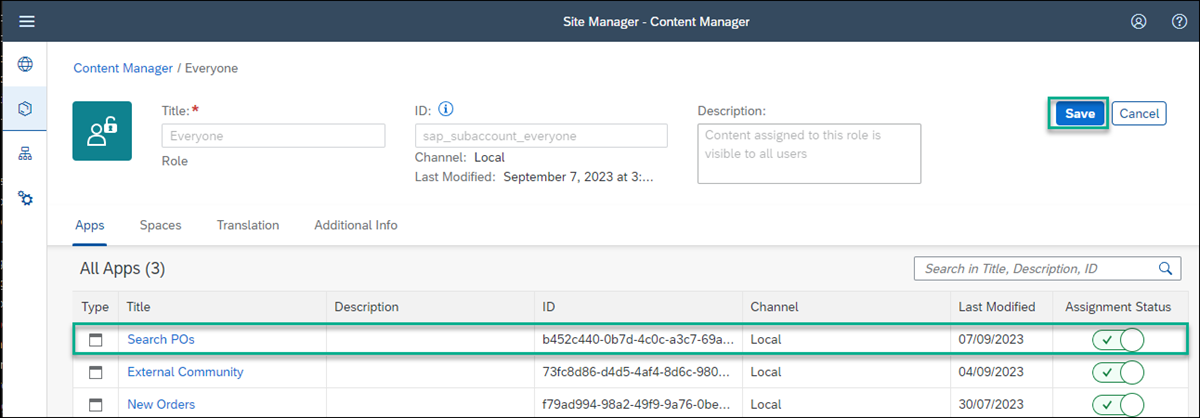 Site Manager - Content Manager
Content Manager / Everyone
Title:*
ID:
Description:
Save
Cancel
Everyone
sap_subaccount_everyone
Content assigned to this role is
visible to all users
Role
Channel: Local
Last Modified: September 7, 2023 at 3:...
Apps Spaces Translation Additional Info
All Apps (3)
Search in Title, Description, ID
Type Title Description ID Channel Last Modified Assignment Status
Search POs b452c440-0b7d-4c0c-a3c7-69a... Local 07/09/2023
External Community 73fc8d86-d4d5-4af4-8d6c-980... Local 04/09/2023
New Orders f79ad994-98a2-49f9-9a76-0be... Local 30/07/2023